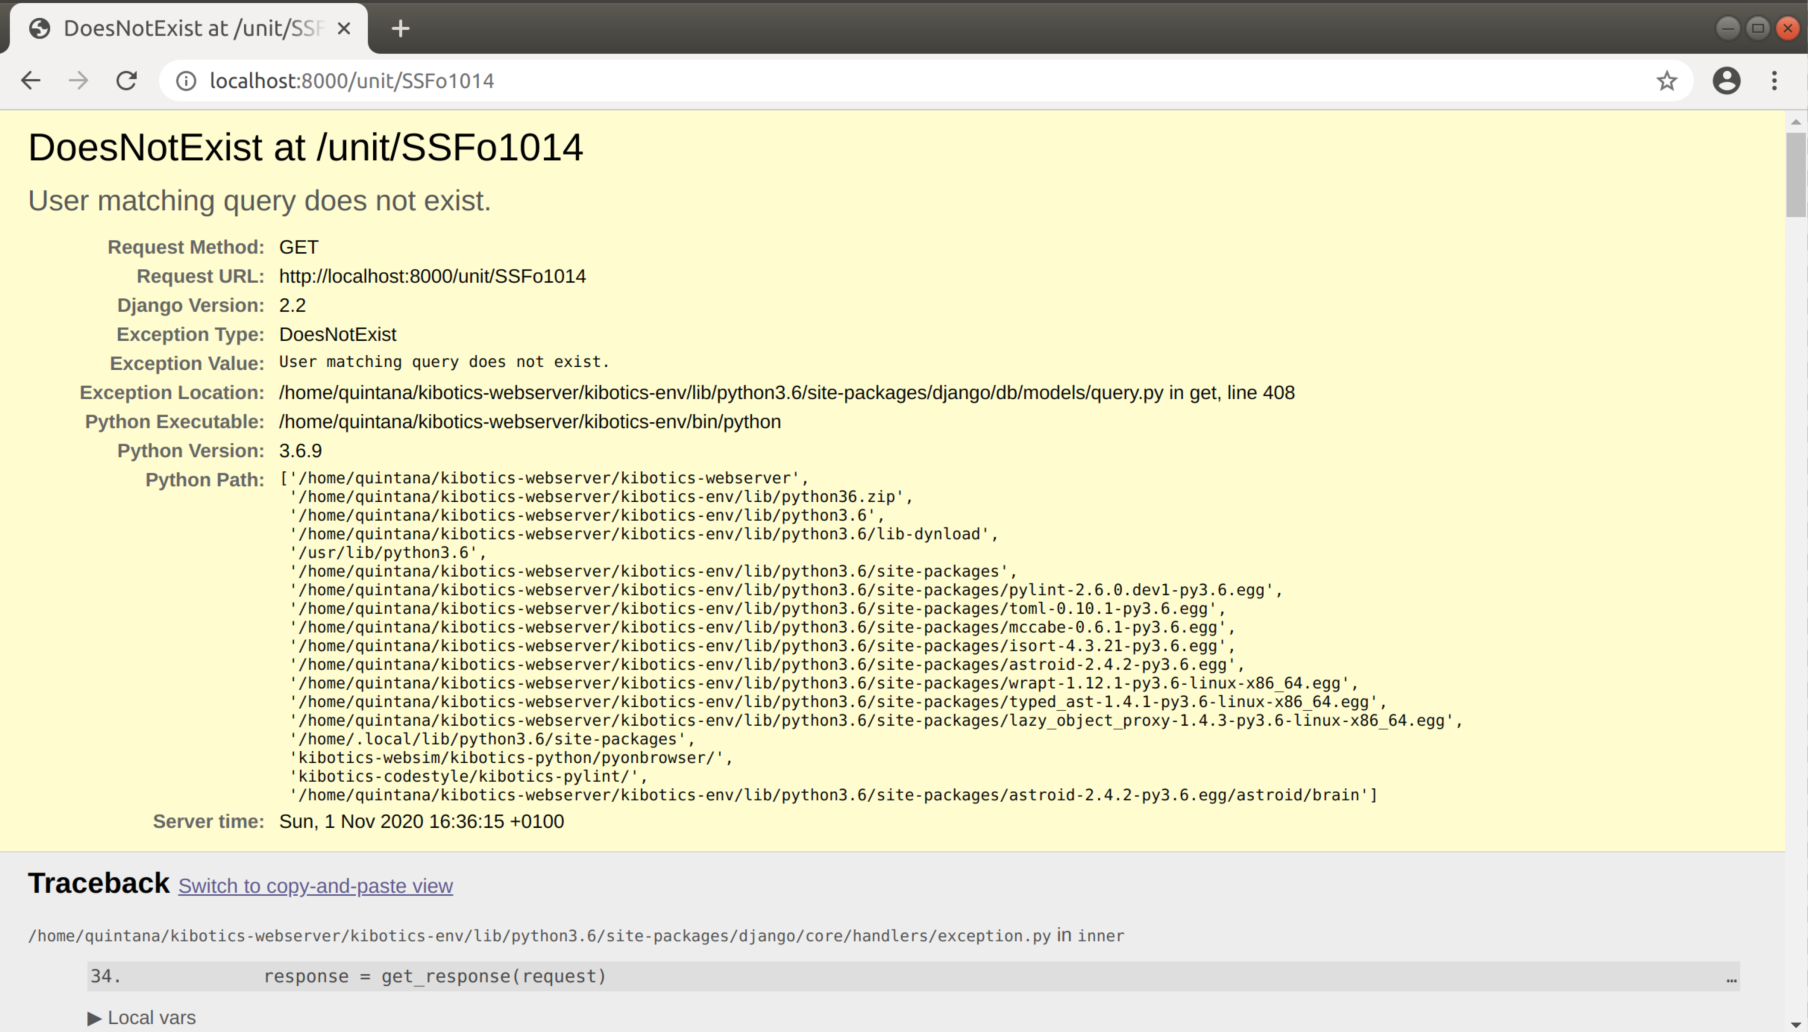 DoesNotExist at /unit/SSF
localhost:8000/unit/SSFo1014
DoesNotExist at /unit/SSFo1014
User matching query does not exist.
Request Method: GET
Request URL: http://localhost:8000/unit/SSFo1014
Django Version: 2.2
Exception Type: DoesNotExist
Exception Value: User matching query does not exist.
Exception Location: /home/quintana/kibotics-webserver/kibotics-env/lib/python3.6/site-packages/django/db/models/query.py in get, line 408
Python Executable: /home/quintana/kibotics-webserver/kibotics-env/bin/python
Python Version: 3.6.9
Python Path: ['/home/quintana/kibotics-webserver/kibotics-webserver',
'/home/quintana/kibotics-webserver/kibotics-env/lib/python36.zip',
'/home/quintana/kibotics-webserver/kibotics-env/lib/python3.6',
'/home/quintana/kibotics-webserver/kibotics-env/lib/python3.6/lib-dynload',
'/usr/lib/python3.6',
'/home/quintana/kibotics-webserver/kibotics-env/lib/python3.6/site-packages',
'/home/quintana/kibotics-webserver/kibotics-env/lib/python3.6/site-packages/pylint-2.6.0.dev1-py3.6.egg',
'/home/quintana/kibotics-webserver/kibotics-env/lib/python3.6/site-packages/toml-0.10.1-py3.6.egg',
'/home/quintana/kibotics-webserver/kibotics-env/lib/python3.6/site-packages/mccabe-0.6.1-py3.6.egg',
'/home/quintana/kibotics-webserver/kibotics-env/lib/python3.6/site-packages/isort-4.3.21-py3.6.egg',
'/home/quintana/kibotics-webserver/kibotics-env/lib/python3.6/site-packages/astroid-2.4.2-py3.6.egg',
'/home/quintana/kibotics-webserver/kibotics-env/lib/python3.6/site-packages/wrapt-1.12.1-py3.6-linux-x86_64.egg',
'/home/quintana/kibotics-webserver/kibotics-env/lib/python3.6/site-packages/typed_ast-1.4.1-py3.6-linux-x86_64.egg',
'/home/quintana/kibotics-webserver/kibotics-env/lib/python3.6/site-packages/lazy_object_proxy-1.4.3-py3.6-linux-x86_64.egg',
'/home/.local/lib/python3.6/site-packages',
'kibotics-websim/kibotics-python/pyonbrowser/',
'kibotics-codestyle/kibotics-pylint/',
'/home/quintana/kibotics-webserver/kibotics-env/lib/python3.6/site-packages/astroid-2.4.2-py3.6.egg/astroid/brain']
Server time: Sun, 1 Nov 2020 16:36:15 +0100
Traceback Switch to copy-and-paste view
/home/quintana/kibotics-webserver/kibotics-env/lib/python3.6/site-packages/django/core/handlers/exception.py in inner
34. response = get_response(request) …
▶ Local vars